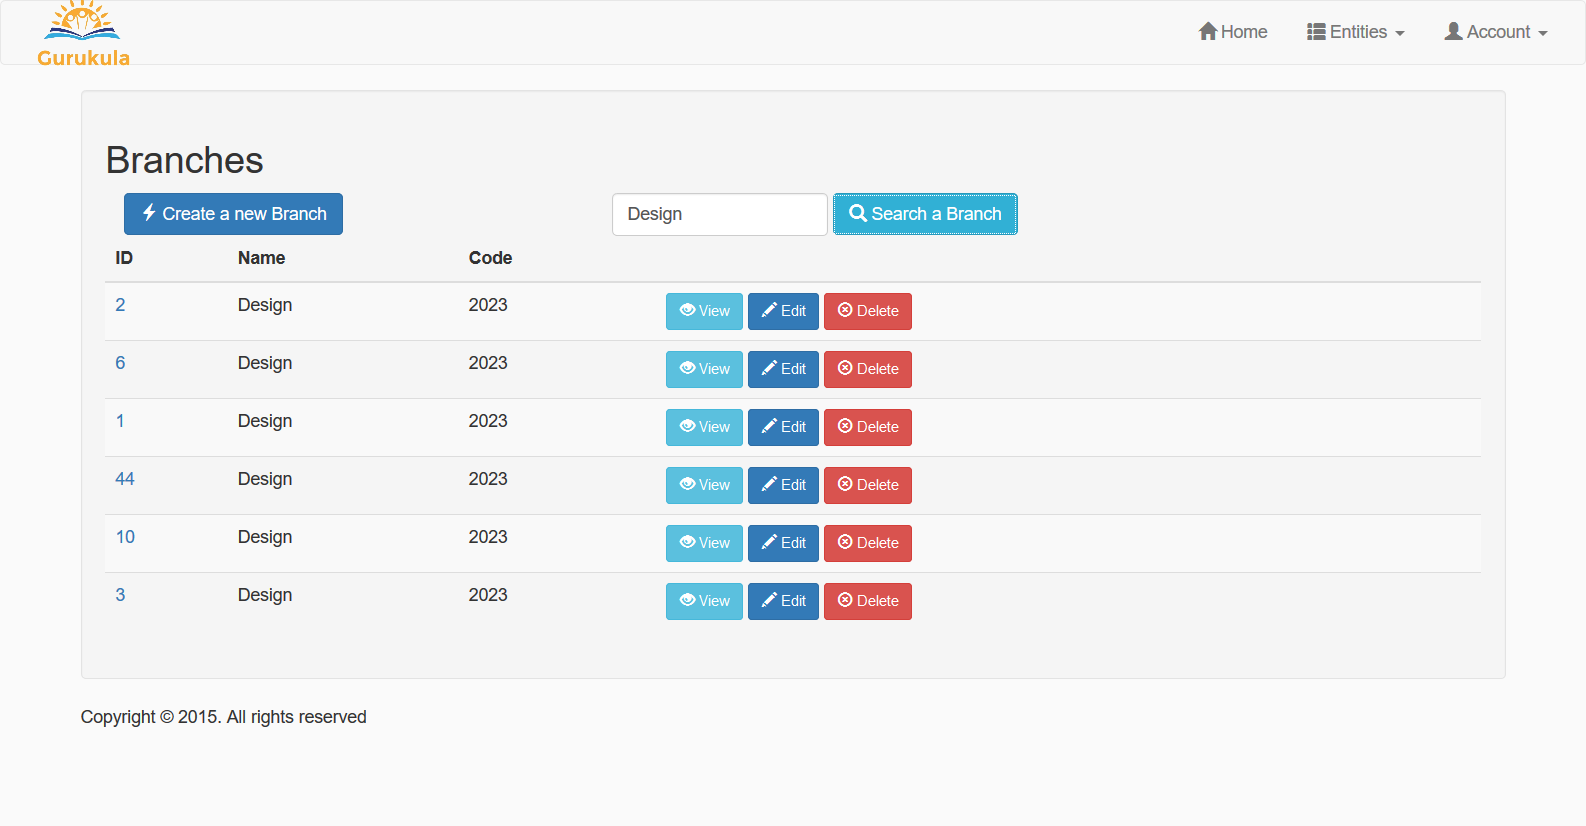 Gurukula
Home Entities Account
Branches
Create a new Branch Design Search a Branch
ID Name Code
2 Design 2023 View Edit Delete
6 Design 2023 View Edit Delete
1 Design 2023 View Edit Delete
44 Design 2023 View Edit Delete
10 Design 2023 View Edit Delete
3 Design 2023 View Edit Delete
Copyright © 2015. All rights reserved